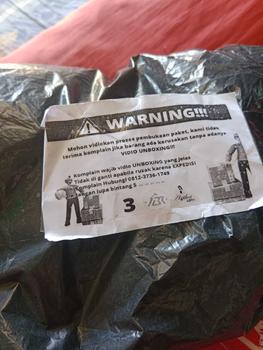 WARNING!!!
Mohon vidiokan proses pembukaan paket, kami tidak
terima komplain jika barang ada kerusakan tanpa adanya
VIDIO UNBOXING!!!
Komplain wajib vidio UNBOXING yang jelas
Tidak di ganti apabila rusak karena EXPEDISI
Komplain Hubungi 0812-3736-1749
Jangan lupa bintang 5
3